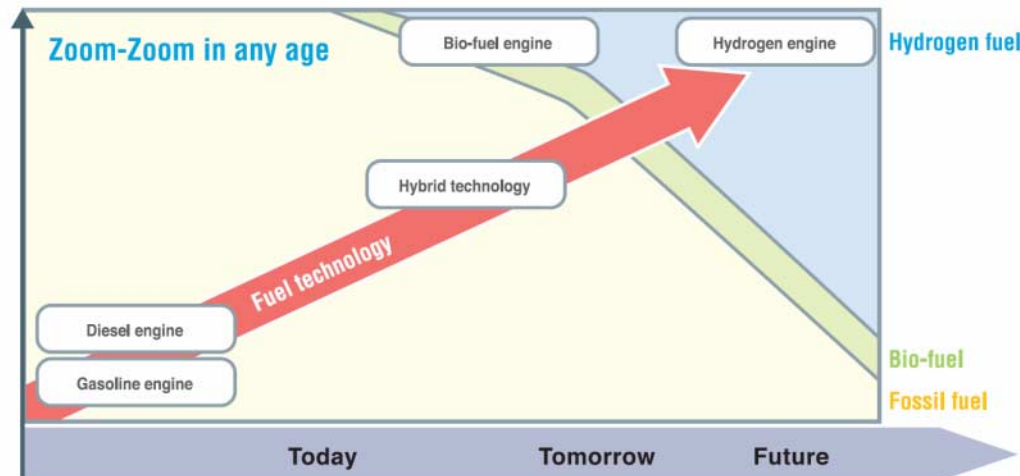 Zoom-Zoom in any age
Bio-fuel engine
Hydrogen engine
Hydrogen fuel
Hybrid technology
Fuel technology
Diesel engine
Gasoline engine
Bio-fuel
Fossil fuel
Today
Tomorrow
Future